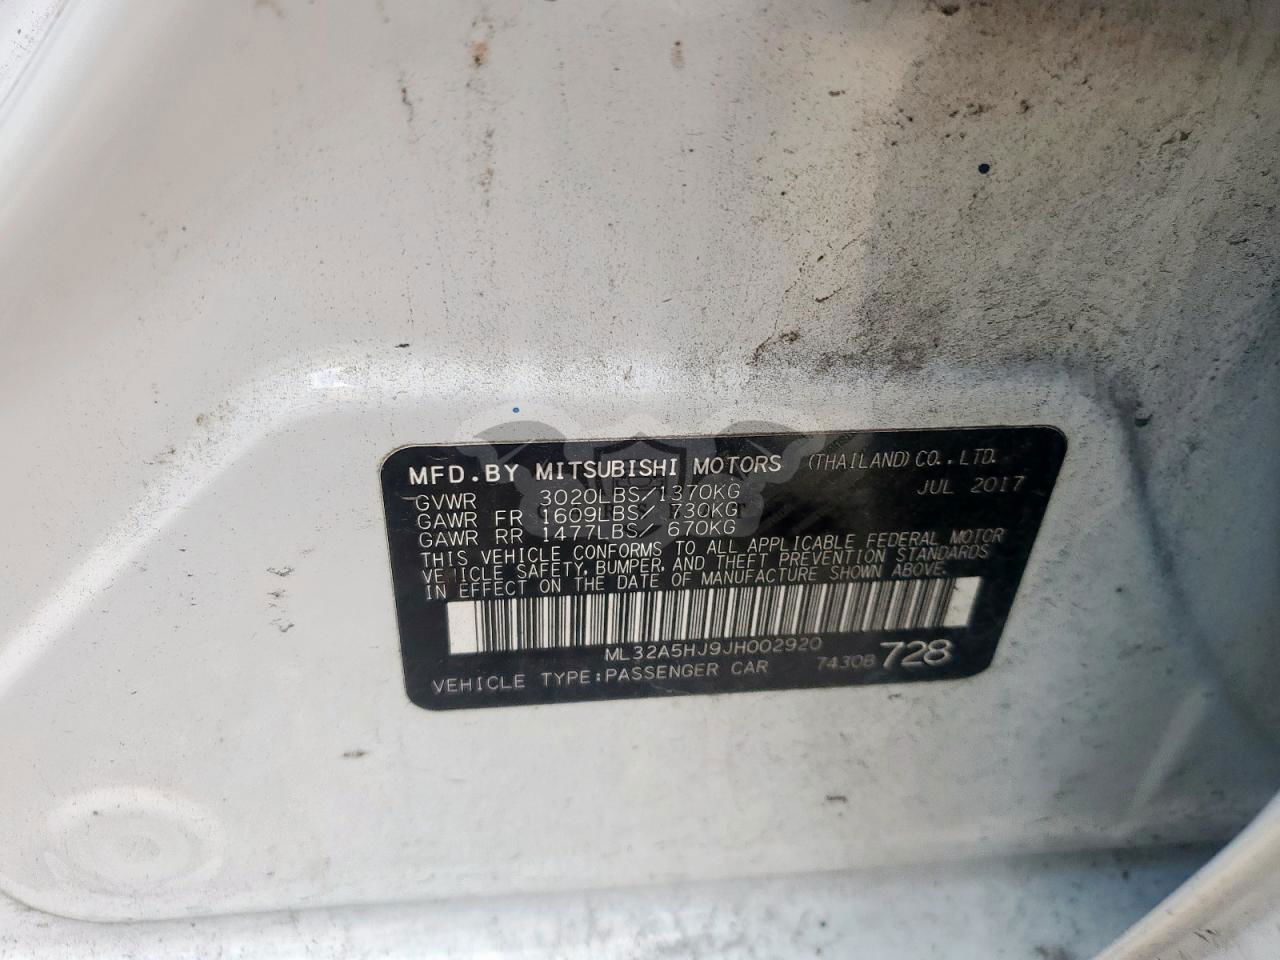 MFD.BY MITSUBISHI MOTORS (THAILAND)CO.,LTD.
JUL 2017
GVWR 3020LBS/1370KG
GAWR FR 1609LBS/ 730KG
GAWR RR 1477LBS/ 670KG
THIS VEHICLE CONFORMS TO ALL APPLICABLE FEDERAL MOTOR
VEHICLE SAFETY, BUMPER, AND THEFT PREVENTION STANDARDS
IN EFFECT ON THE DATE OF MANUFACTURE SHOWN ABOVE.
ML32A5HJ9JH002920
VEHICLE TYPE:PASSENGER CAR 7430B 728